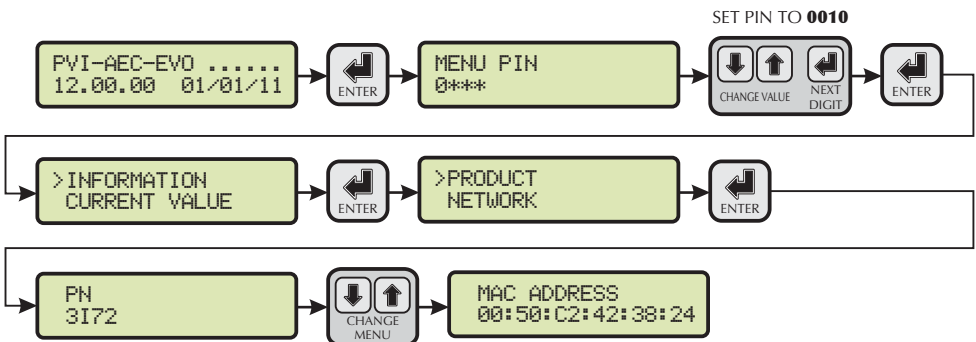 SET PIN TO 0010
PVI-AEC-EVO ......
12.00.00 01/01/11
ENTER
MENU PIN
0***
CHANGE VALUE
NEXT
DIGIT
ENTER
>INFORMATION
CURRENT VALUE
ENTER
>PRODUCT
NETWORK
ENTER
PN
3I72
CHANGE
MENU
MAC ADDRESS
00:50:C2:42:38:24